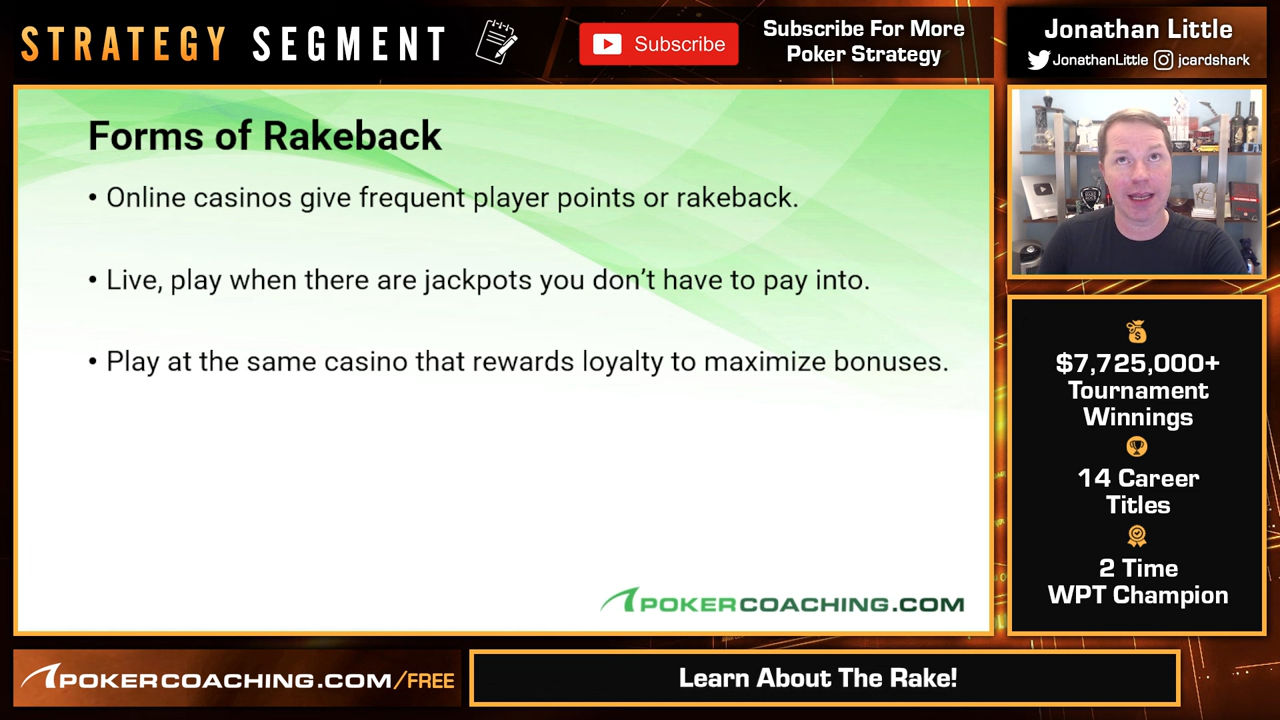 STRATEGY SEGMENT
Subscribe
Subscribe For More
Poker Strategy
Jonathan Little
JonathanLittle jcardshark
Forms of Rakeback
• Online casinos give frequent player points or rakeback.
• Live, play when there are jackpots you don’t have to pay into.
• Play at the same casino that rewards loyalty to maximize bonuses.
POKERCOACHING.COM
$7,725,000+
Tournament
Winnings
14 Career
Titles
2 Time
WPT Champion
POKERCOACHING.COM/FREE
Learn About The Rake!